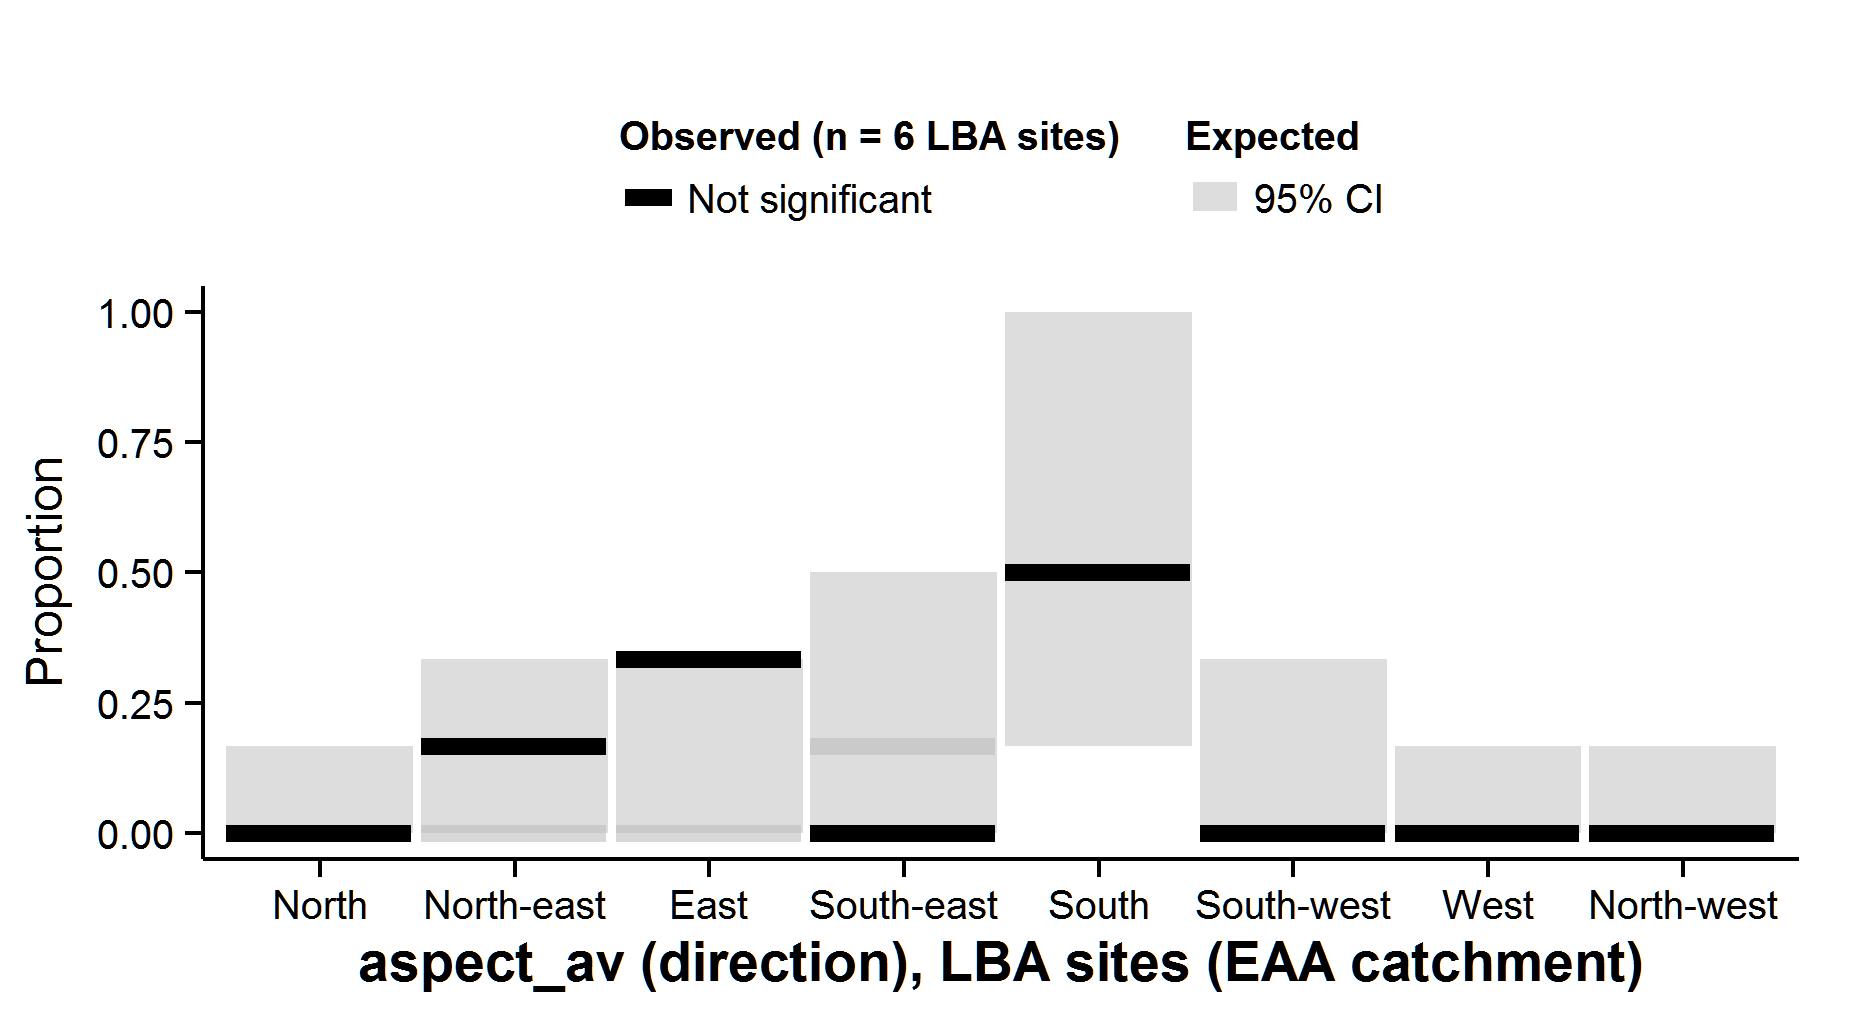 Observed (n = 6 LBA sites) Expected
Not significant 95% CI
1.00
0.75
0.50
0.25
0.00
Proportion
North North-east East South-east South South-west West North-west
aspect_av (direction), LBA sites (EAA catchment)